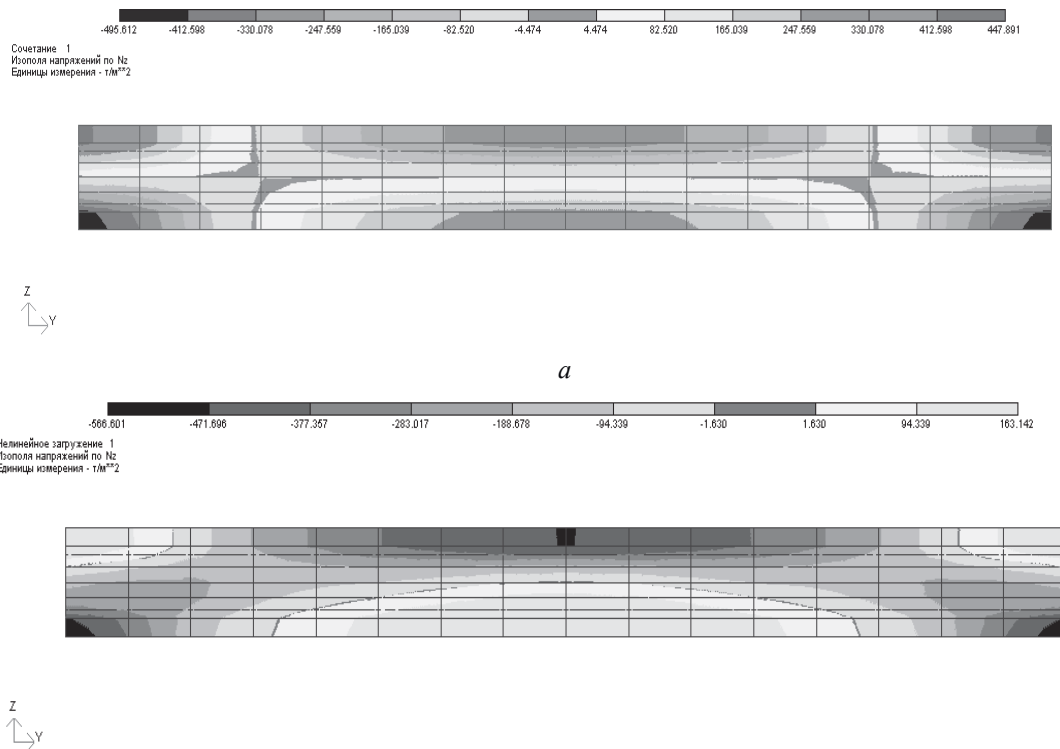 -495.612 -412.598 -330.078 -247.559 -165.039 -82.520 -4.474 4.474 82.520 165.039 247.559 330.078 412.598 447.891
Сочетание 1
Изополя напряжений по Nz
Единицы измерения - т/м**2
Z
Y
а
-566.601 -471.696 -377.357 -283.017 -188.678 -94.339 -1.630 1.630 94.339 163.142
Нелинейное загружение 1
Изополя напряжений по Nz
Единицы измерения - т/м**2
Z
Y